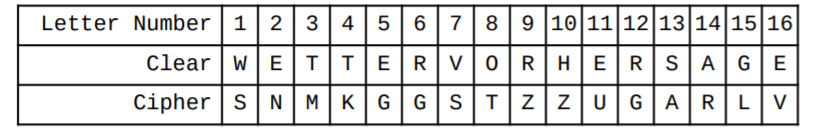 Letter Number 1 2 3 4 5 6 7 8 9 10 11 12 13 14 15 16
Clear W E T T E R V O R H E R S A G E
Cipher S N M K G G S T Z Z U G A R L V